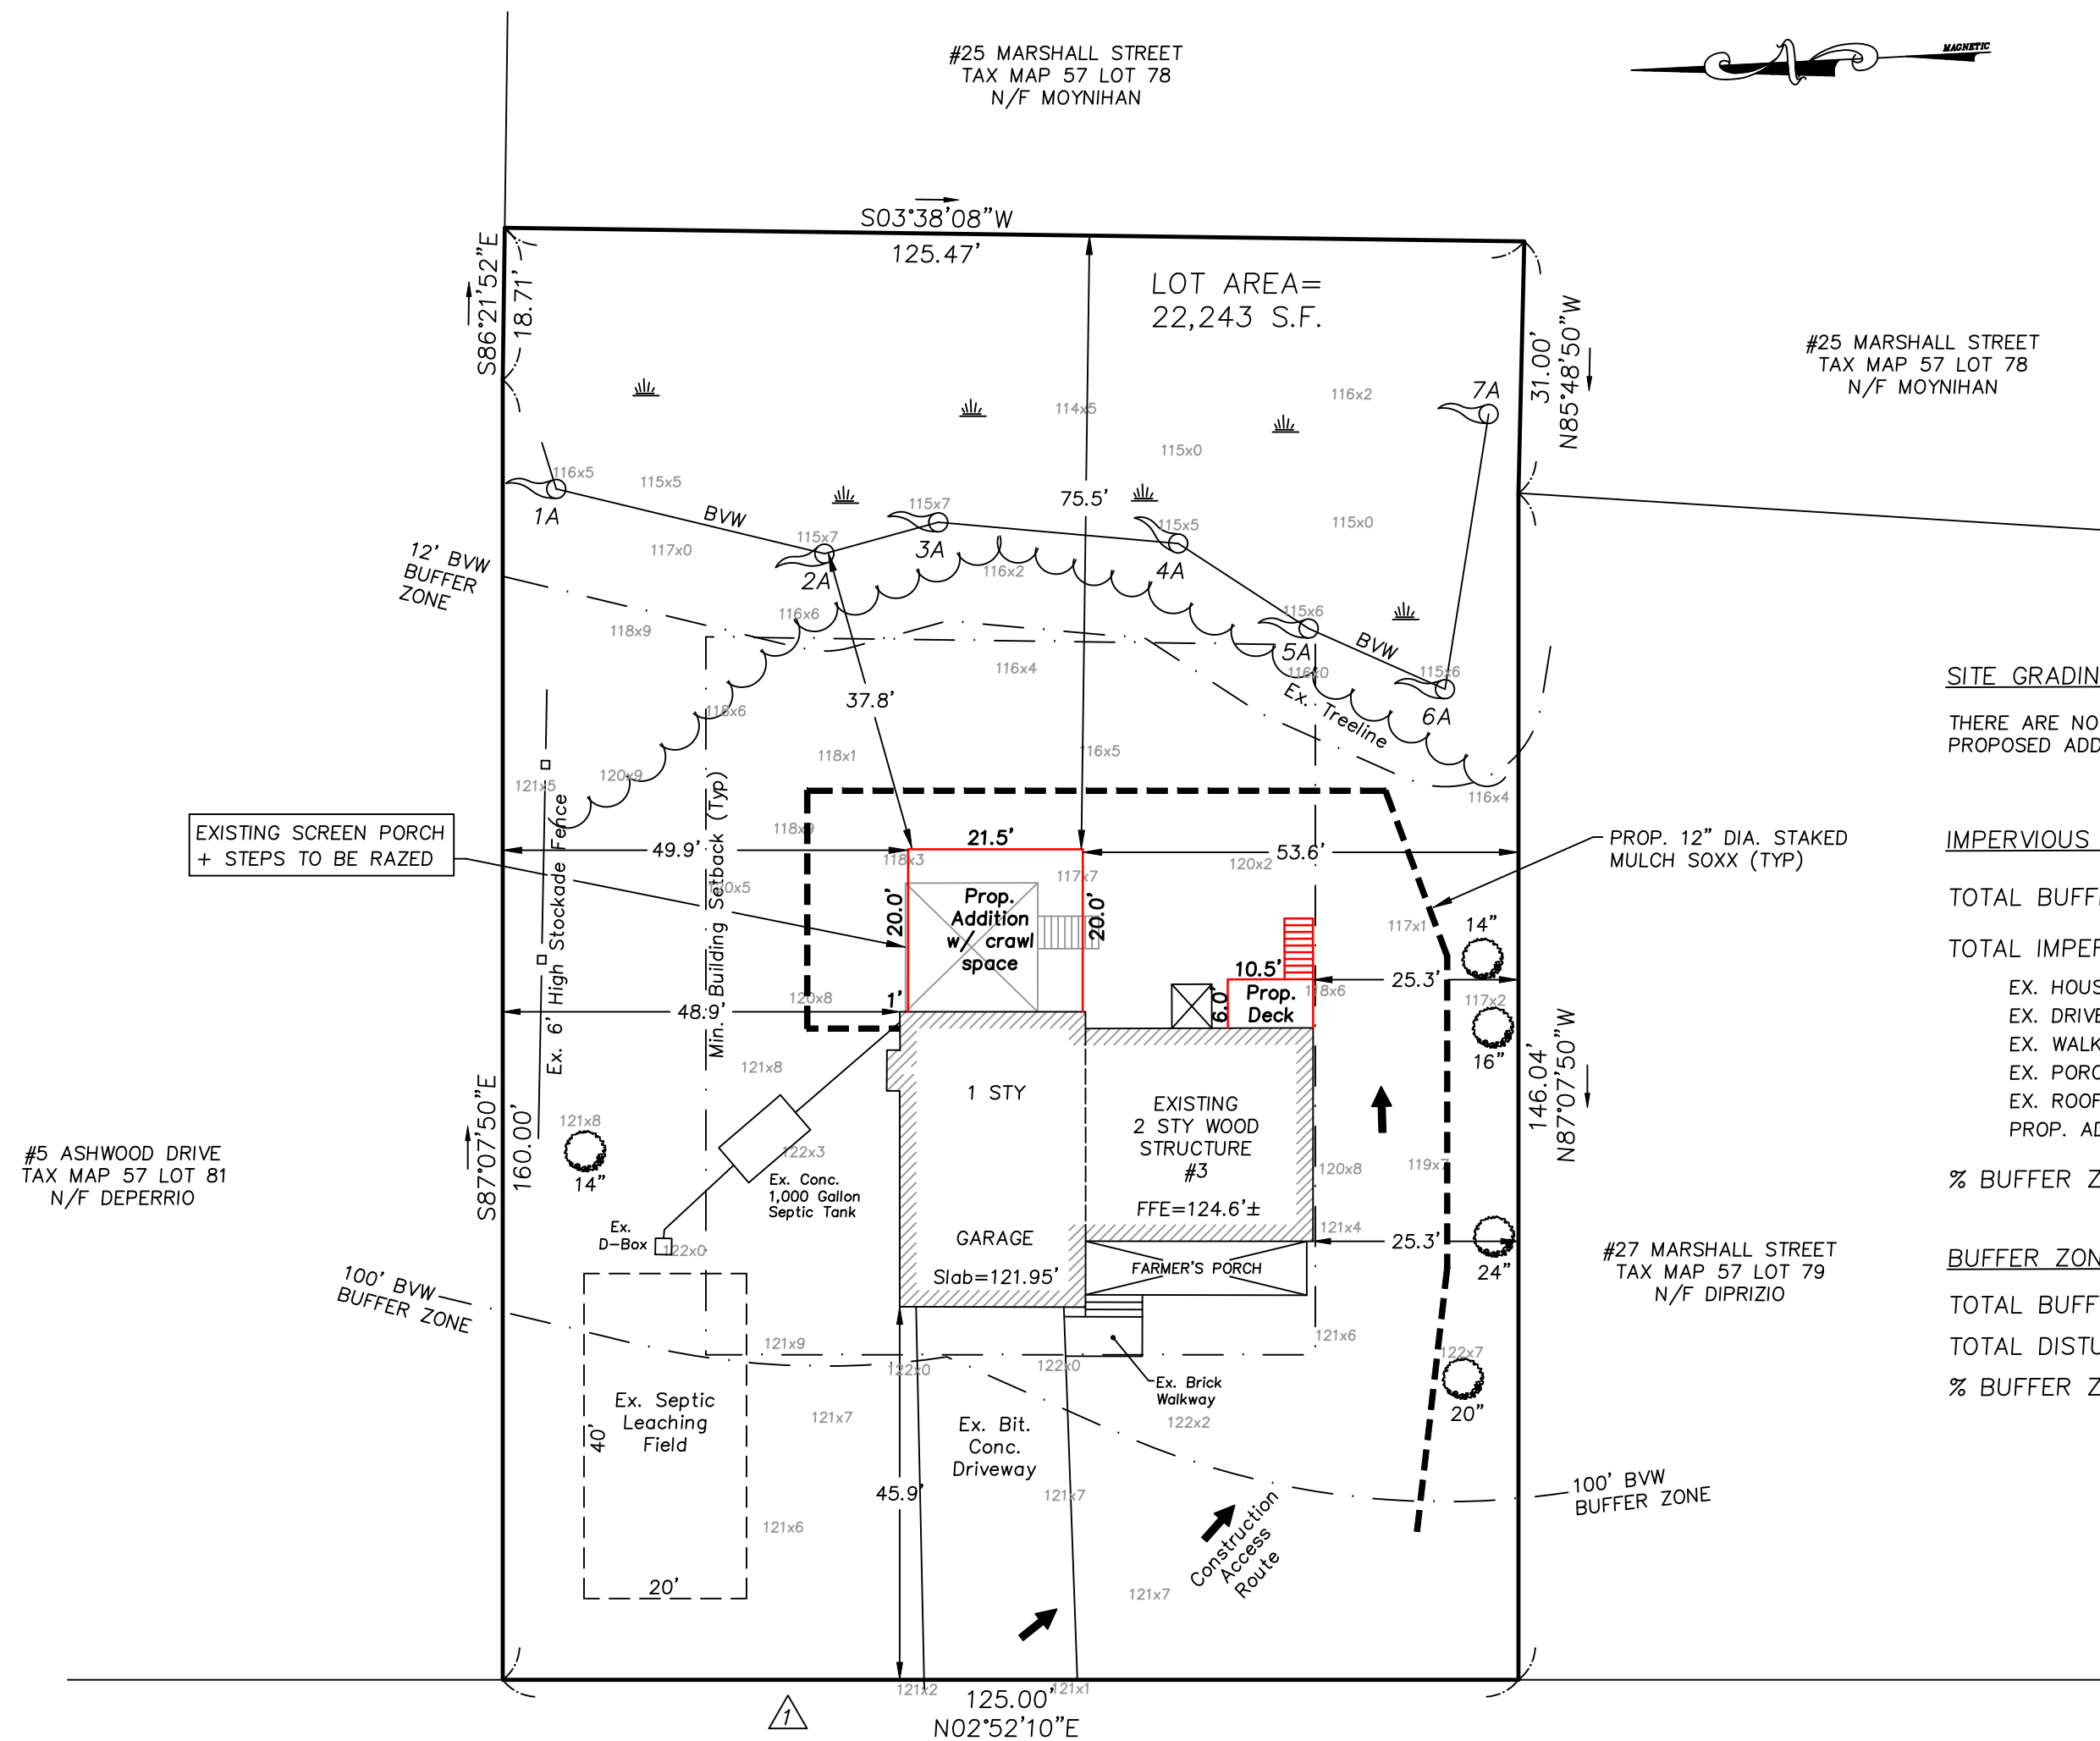 #25 MARSHALL STREET
TAX MAP 57 LOT 78
N/F MOYNIHAN
MAGNETIC
S03°38'08"W
125.47'
LOT AREA=
22,243 S.F.
S86°21'52"E
18.71'
31.00'
N85°48'50"W
#25 MARSHALL STREET
TAX MAP 57 LOT 78
N/F MOYNIHAN
116x2
7A
114x5
115x0
116x5
115x5
1A
BVW
115x7
3A
75.5'
115x5
4A
115x0
117x0
115x7
2A
12' BVW
BUFFER
ZONE
116x2
116x6
118x9
115x6
5A
BVW
115x6
6A
116x4
116x0
Ex. Treeline
37.8'
118x6
118x1
116x5
121x5
120x9
116x4
SITE GRADIN
THERE ARE NO
PROPOSED ADD
EXISTING SCREEN PORCH
+ STEPS TO BE RAZED
Ex. 6' High Stockade Fence
Min. Building Setback (Typ)
118x9
49.9'
21.5'
118x3
53.6'
120x2
117x7
120x5
PROP. 12" DIA. STAKED
MULCH SOXX (TYP)
IMPERVIOUS
TOTAL BUFF
TOTAL IMPER
EX. HOUS
EX. DRIVE
EX. WALK
EX. PORC
EX. ROOF
PROP. AD
% BUFFER Z
20.0'
Prop.
Addition
w/ crawl
space
20.0'
117x1
14"
10.5'
25.3'
118x6
117x2
120x8
1'
48.9'
6.0'
Prop.
Deck
16"
121x8
1 STY
EXISTING
2 STY WOOD
STRUCTURE
#3
FFE=124.6'±
146.04'
N87°07'50"W
S87°07'50"E
160.00'
121x8
14"
122x3
Ex. Conc.
1,000 Gallon
Septic Tank
120x8
119x7
#5 ASHWOOD DRIVE
TAX MAP 57 LOT 81
N/F DEPERRIO
Ex.
D-Box
122x0
GARAGE
Slab=121.95'
121x4
25.3'
24"
FARMER'S PORCH
#27 MARSHALL STREET
TAX MAP 57 LOT 79
N/F DIPRIZIO
BUFFER ZON
TOTAL BUFF
TOTAL DISTU
% BUFFER Z
100' BVW
BUFFER ZONE
121x9
122x0
122x0
121x6
122x7
20"
Ex. Brick
Walkway
Ex. Septic
Leaching
Field
40'
20'
121x7
Ex. Bit.
Conc.
Driveway
122x2
45.9'
121x7
121x6
100' BVW
BUFFER ZONE
Construction
Access
Route
121x7
121x2
121x1
125.00'
N02°52'10"E
1